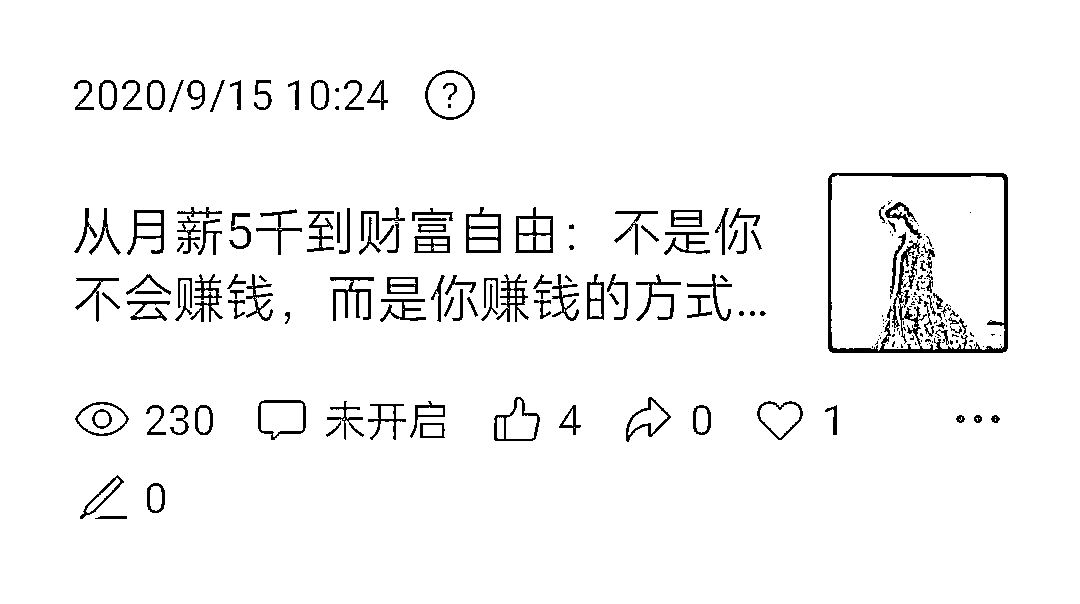 2020/9/15 10:24
从月薪5千到财富自由：不是你
不会赚钱，而是你赚钱的方式...
230 未开启 4 0 1
0